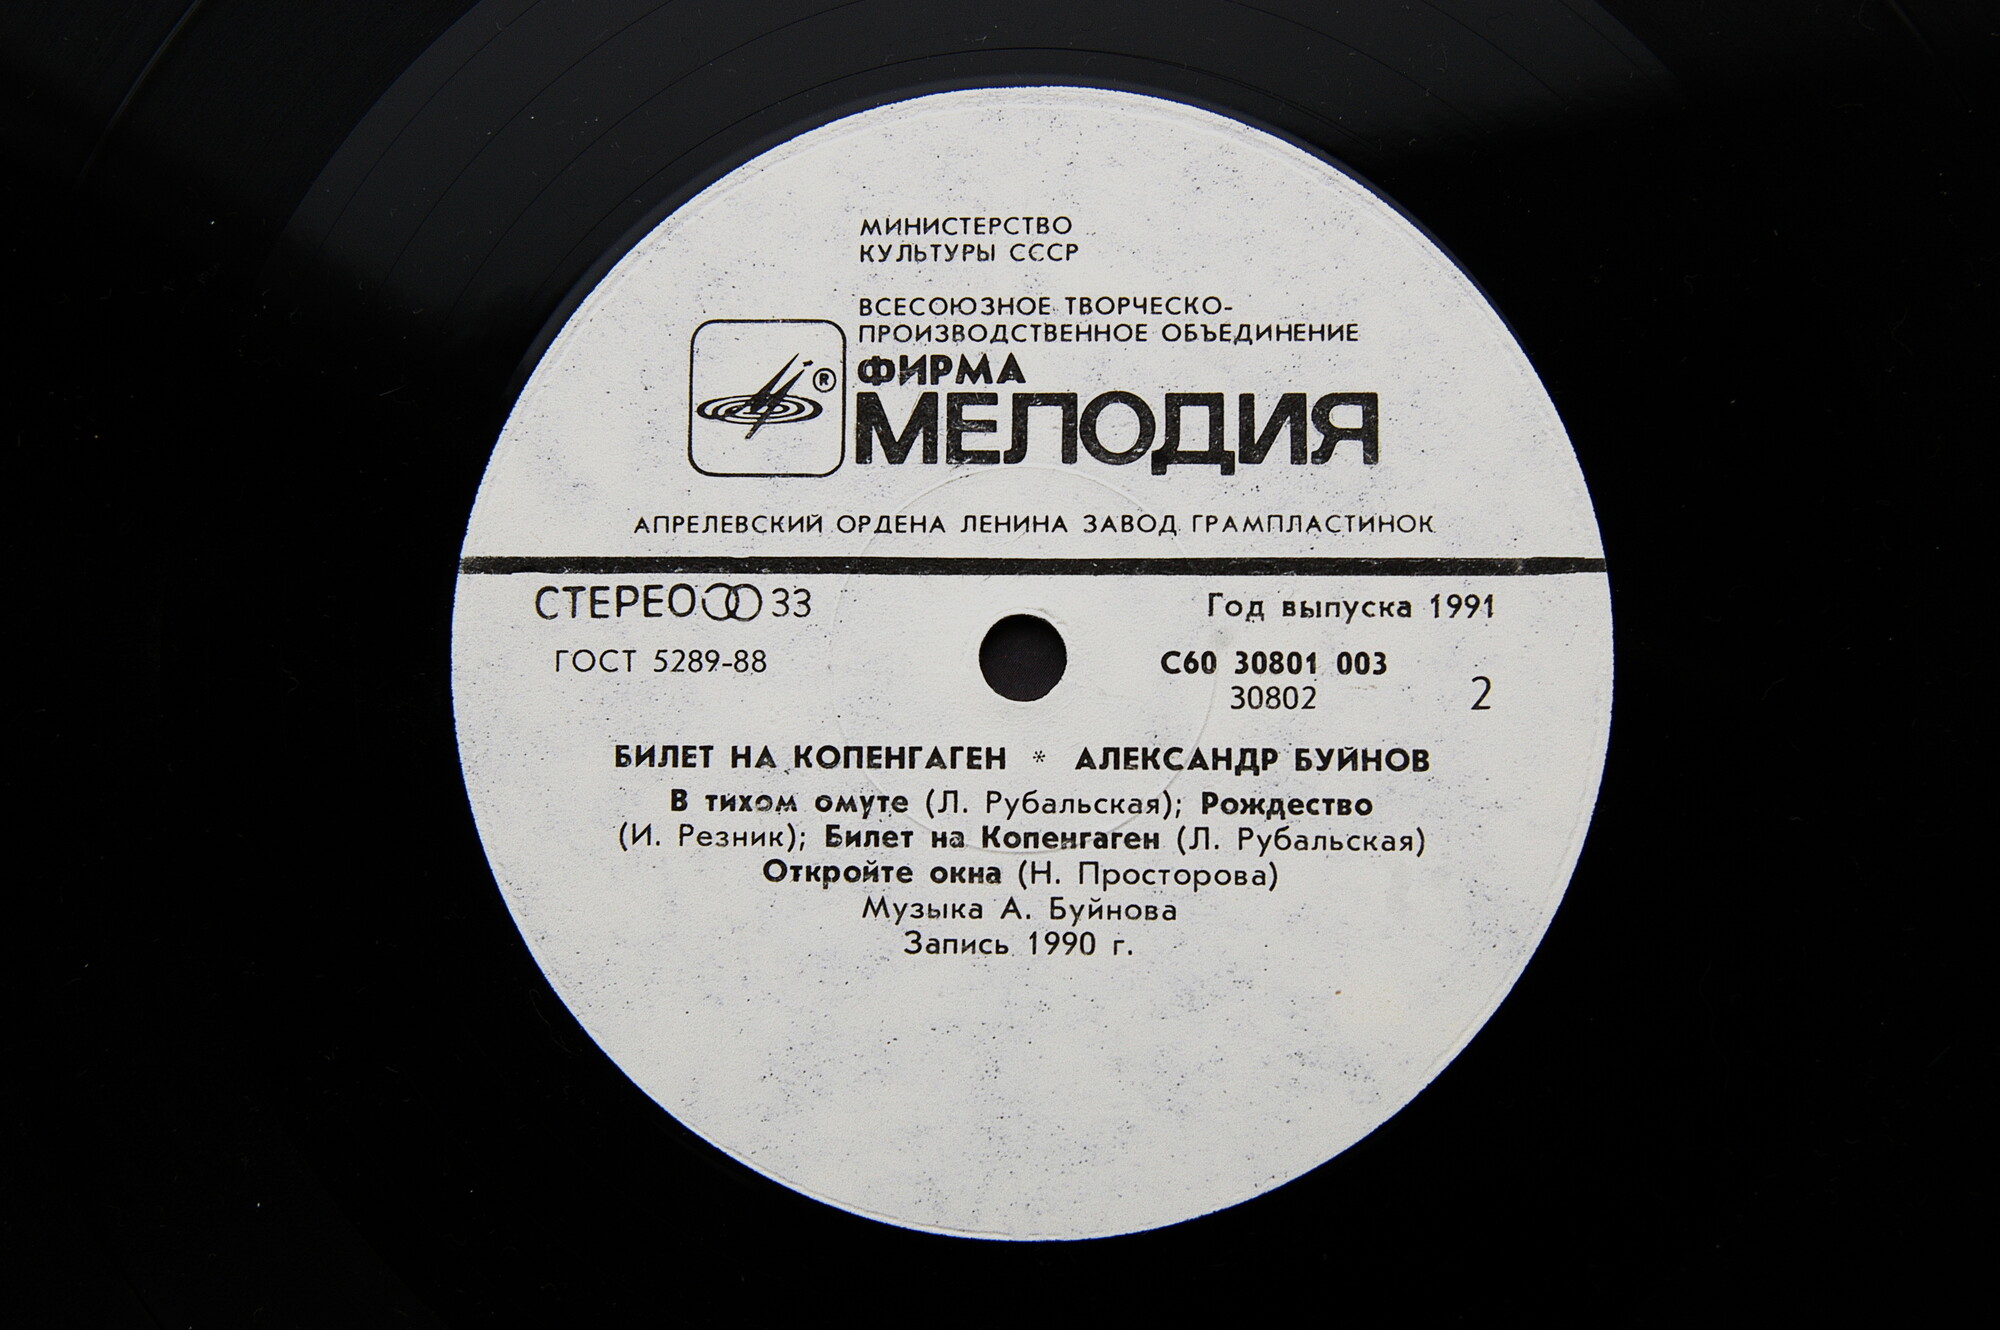 МИНИСТЕРСТВО
КУЛЬТУРЫ СССР
ВСЕСОЮЗНОЕ ТВОРЧЕСКО-
ПРОИЗВОДСТВЕННОЕ ОБЪЕДИНЕНИЕ
®
ФИРМА
МЕЛОДИЯ
АПРЕЛЕВСКИЙ ОРДЕНА ЛЕНИНА ЗАВОД ГРАМПЛАСТИНОК
СТЕРЕО 33
Год выпуска 1991
ГОСТ 5289-88
С60 30801 003
30802
2
БИЛЕТ НА КОПЕНГАГЕН * АЛЕКСАНДР БУЙНОВ
В тихом омуте (Л. Рубальская); Рождество
(И. Резник); Билет на Копенгаген (Л. Рубальская)
Откройте окна (Н. Просторова)
Музыка А. Буйнова
Запись 1990 г.